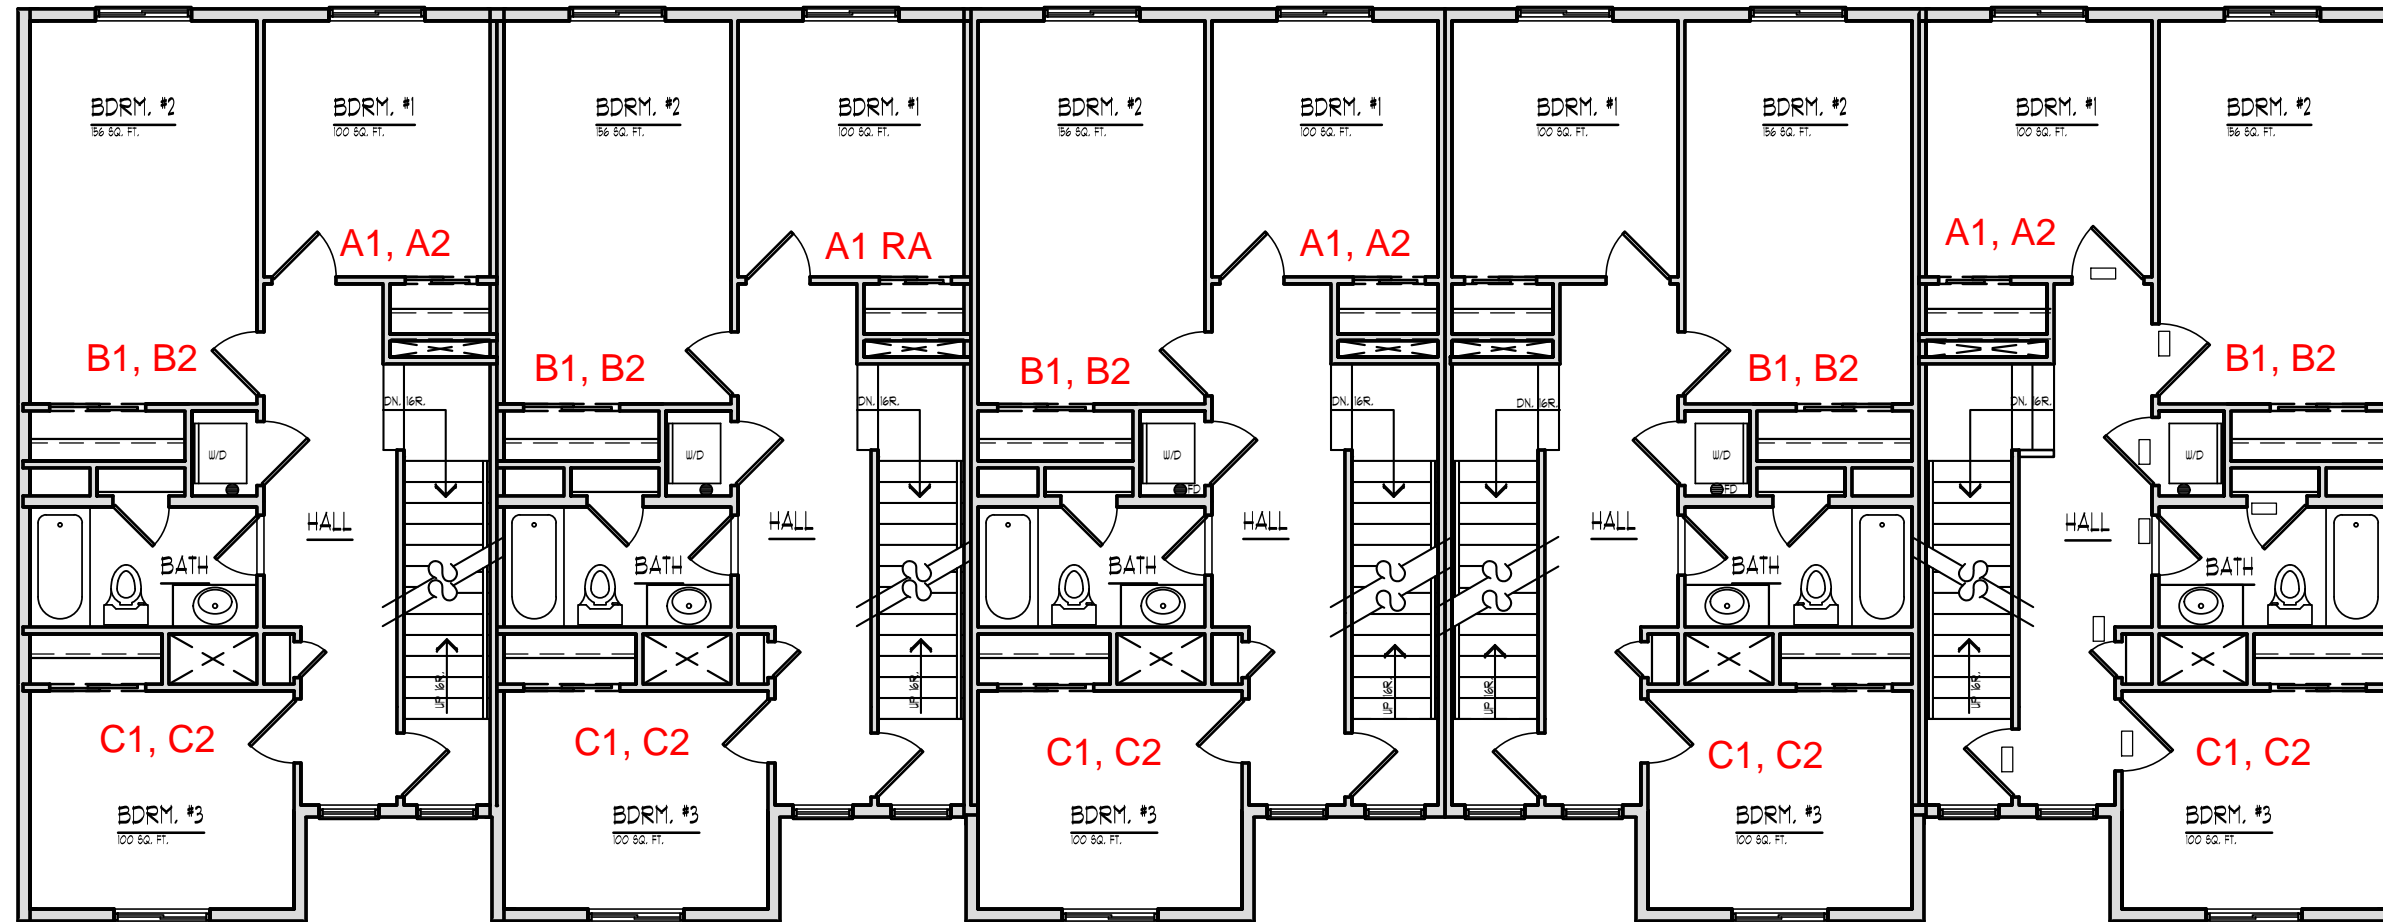 BDRM. #2
156 SQ. FT.
BDRM. #1
100 SQ. FT.
BDRM. #2
156 SQ. FT.
BDRM. #1
100 SQ. FT.
BDRM. #2
156 SQ. FT.
BDRM. #1
100 SQ. FT.
BDRM. #1
100 SQ. FT.
BDRM. #2
156 SQ. FT.
BDRM. #1
100 SQ. FT.
BDRM. #2
156 SQ. FT.
A1, A2
A1 RA
A1, A2
A1, A2
B1, B2
B1, B2
B1, B2
B1, B2
B1, B2
DN. 16R.
DN. 16R.
DN. 16R.
DN. 16R.
DN. 16R.
W/D
W/D
W/D
W/D
W/D
FD
FD
HALL
HALL
HALL
HALL
HALL
BATH
BATH
BATH
BATH
BATH
UP 16R.
UP 16R.
UP 16R.
UP 16R.
UP 16R.
C1, C2
C1, C2
C1, C2
C1, C2
C1, C2
BDRM. #3
100 SQ. FT.
BDRM. #3
100 SQ. FT.
BDRM. #3
100 SQ. FT.
BDRM. #3
100 SQ. FT.
BDRM. #3
100 SQ. FT.